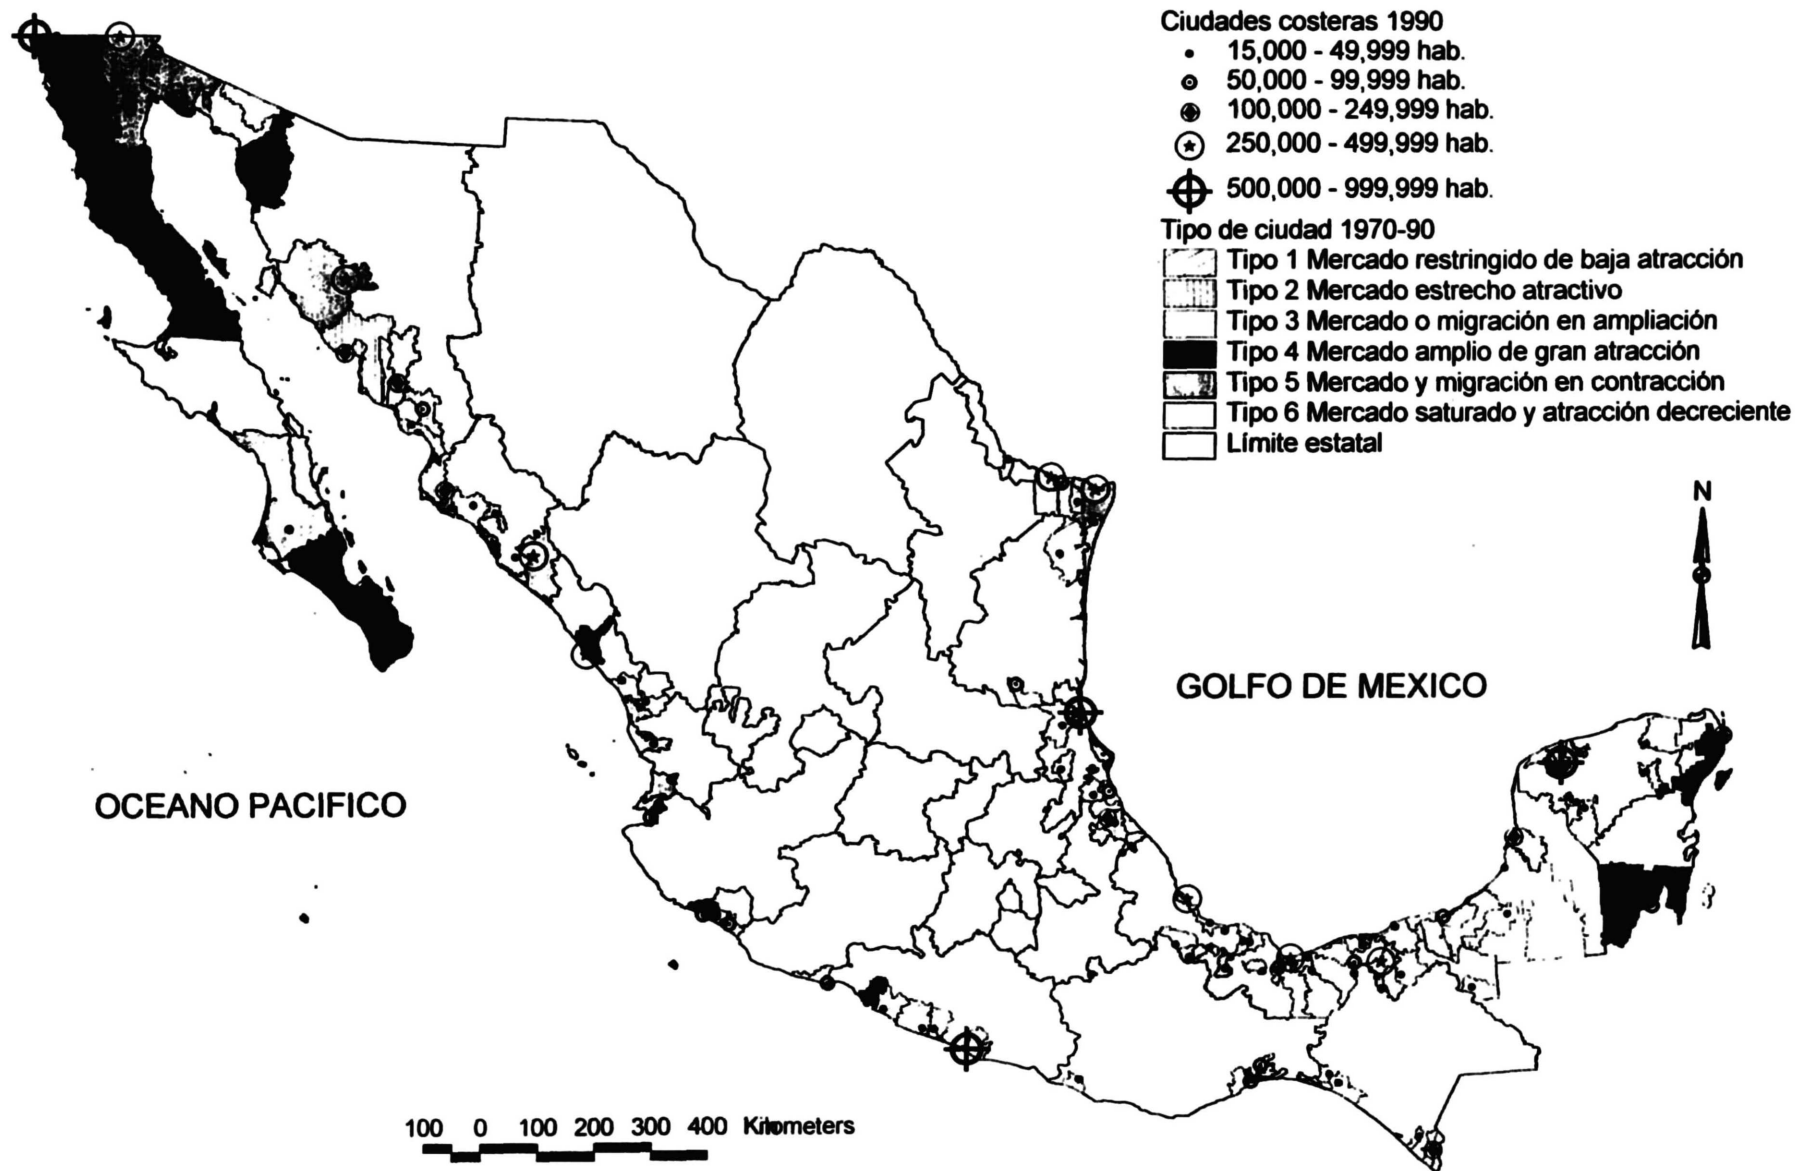 Ciudades costeras 1990
15,000 - 49,999 hab.
50,000 - 99,999 hab.
100,000 - 249,999 hab.
250,000 - 499,999 hab.
500,000 - 999,999 hab.
Tipo de ciudad 1970-90
Tipo 1 Mercado restringido de baja atracción
Tipo 2 Mercado estrecho atractivo
Tipo 3 Mercado o migración en ampliación
Tipo 4 Mercado amplio de gran atracción
Tipo 5 Mercado y migración en contracción
Tipo 6 Mercado saturado y atracción decreciente
Límite estatal
N
GOLFO DE MEXICO
OCEANO PACIFICO
100 0 100 200 300 400 Kilometers